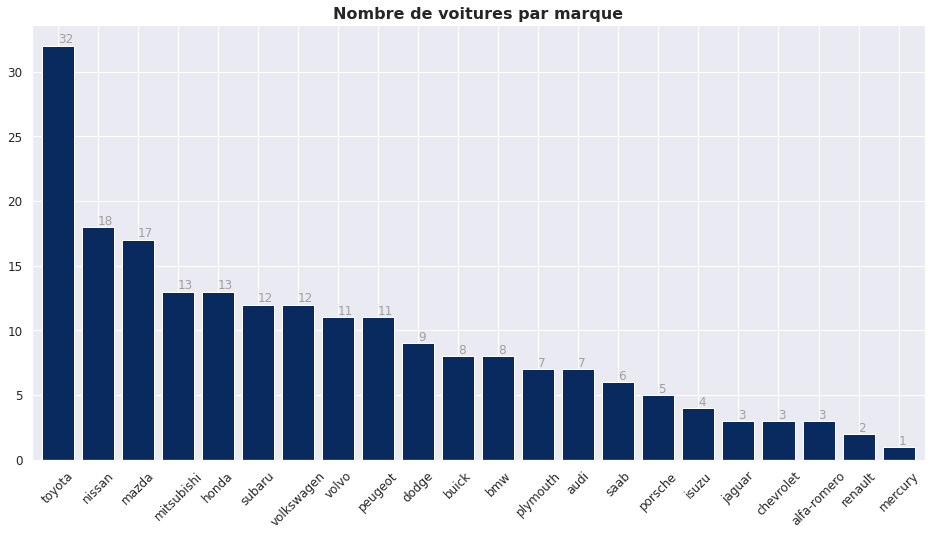 Nombre de voitures par marque
32
30
25
20
18
17
15
13
13
12
12
11
11
10
9
8
8
7
7
6
5
5
4
3
3
3
2
1
0
toyota
nissan
mazda
mitsubishi
honda
subaru
volkswagen
volvo
peugeot
dodge
buick
bmw
plymouth
audi
saab
porsche
isuzu
jaguar
chevrolet
alfa-romero
renault
mercury